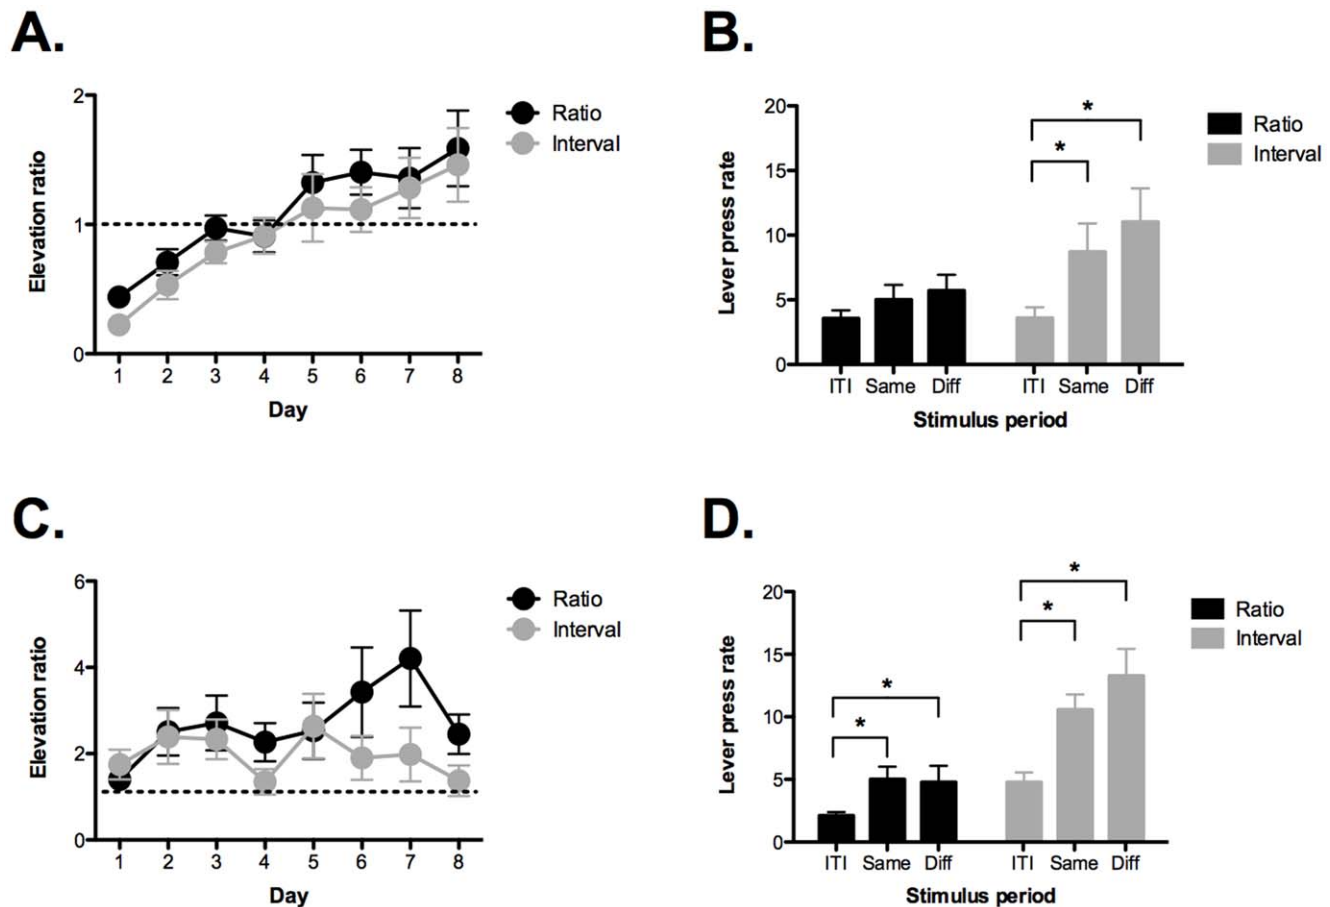 A.
Elevation ratio
2
1
0
1 2 3 4 5 6 7 8
Day
Ratio
Interval
B.
Lever press rate
20
15
10
5
0
* *
ITI Same Diff ITI Same Diff
Stimulus period
Ratio
Interval
C.
Elevation ratio
6
4
2
0
1 2 3 4 5 6 7 8
Day
Ratio
Interval
D.
Lever press rate
20
15
10
5
0
* * * *
ITI Same Diff ITI Same Diff
Stimulus period
Ratio
Interval